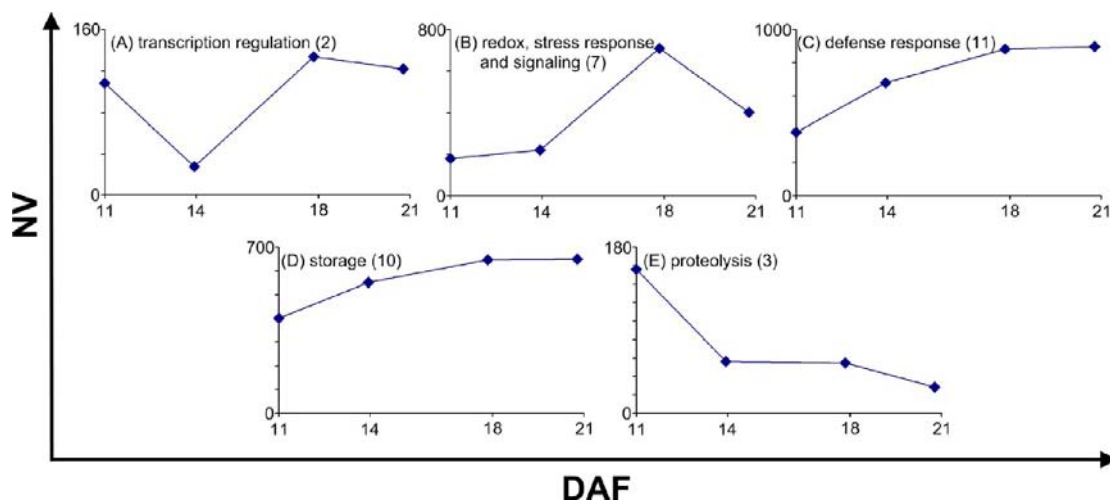 NV
160
(A) transcription regulation (2)
0
11 14 18 21
800
(B) redox, stress response
and signaling (7)
0
11 14 18 21
1000
(C) defense response (11)
0
11 14 18 21
700
(D) storage (10)
0
11 14 18 21
180
(E) proteolysis (3)
0
11 14 18 21
DAF